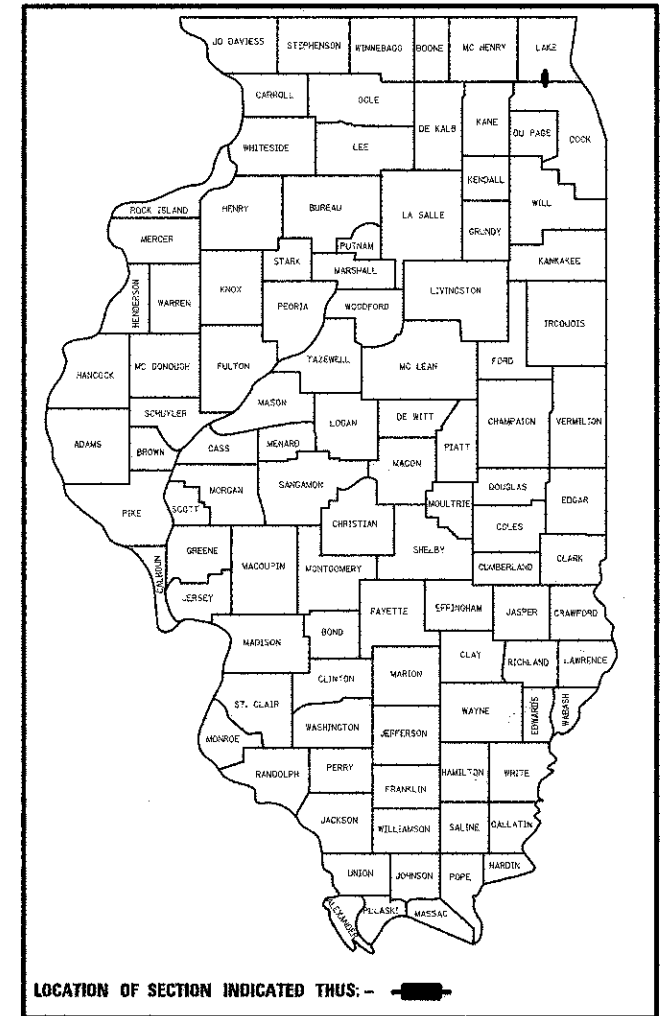 JO DAVIESS STEPHENSON WINNEBAGO BOONE MC HENRY LAKE
CARROLL OGLE DE KALB KANE DU PAGE COOK
WHITESIDE LEE KENDALL WILL
ROCK ISLAND HENRY BUREAU LA SALLE GRUNDY
MERCER PUTNAM KANKAKEE
STARK MARSHALL
HENDERSON WARREN KNOX PEORIA WOODFORD LIVINGSTON IROQUOIS
HANCOCK MC DONOUGH FULTON TAZEWELL MC LEAN FORD
SCHUYLER MASON LOGAN DE WITT CHAMPAIGN VERMILION
ADAMS BROWN CASS MENARD MACON PIATT
PIKE SCOTT MORGAN SANGAMON CHRISTIAN MOULTRIE DOUGLAS EDGAR
COLES
CALHOUN GREENE MACOUPIN MONTGOMERY SHELBY CUMBERLAND CLARK
JERSEY FAYETTE EFFINGHAM JASPER CRAWFORD
MADISON BOND CLAY RICHLAND LAWRENCE
CLINTON MARION
ST. CLAIR WASHINGTON JEFFERSON WAYNE EDWARDS WABASH
MONROE
RANDOLPH PERRY FRANKLIN HAMILTON WHITE
JACKSON WILLIAMSON SALINE GALLATIN
UNION JOHNSON POPE HARDIN
ALEXANDER PULASKI MASSAC
LOCATION OF SECTION INDICATED THUS: -